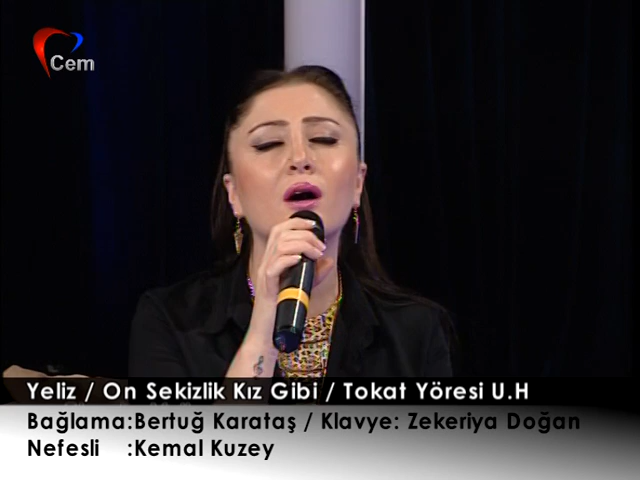 Cem
Yeliz / On Sekizlik Kız Gibi / Tokat Yöresi U.H
Bağlama:Bertuğ Karataş / Klavye: Zekeriya Doğan
Nefesli :Kemal Kuzey